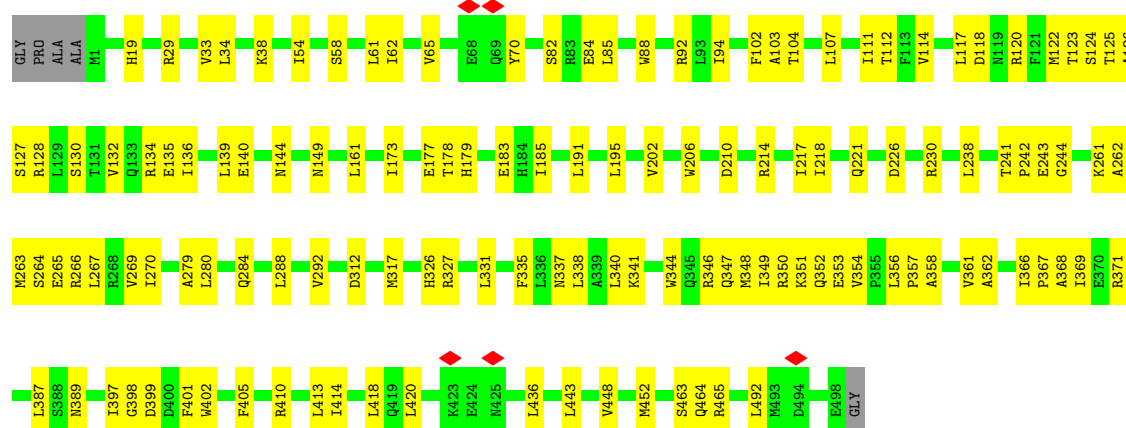 GLY PRO ALA ALA M1 H19 R29 V33 L34 K38 I54 S58 L61 I62 V65 E68 Q69 Y70 S82 R83 E84 L85 W88 R92 L93 I94 F102 A103 T104 L107 I111 T112 F113 V114 L117 D118 N119 R120 F121 M122 T123 S124 T125
S127 R128 L129 S130 T131 V132 Q133 R134 E135 I136 L139 E140 N144 N149 L161 I173 E177 T178 H179 E183 H184 I185 L191 L195 V202 W206 D210 R214 I217 I218 Q221 D226 R230 L238 T241 P242 E243 G244 K261 A262
M263 S264 E265 R266 L267 R268 V269 I270 A279 L280 Q284 L288 V292 D312 M317 H326 R327 L331 F335 L336 N337 L338 A339 L340 K341 W344 Q345 R346 Q347 M348 I349 R350 K351 Q352 E353 V354 P355 L356 P357 A358 V361 A362 I366 P367 A368 I369 E370 R371
L387 S388 N389 I397 G398 D399 D400 F401 W402 F405 R410 L413 I414 L418 Q419 L420 K423 E424 N425 L436 L443 V448 M452 S463 Q464 R465 L492 M493 D494 E498 GLY